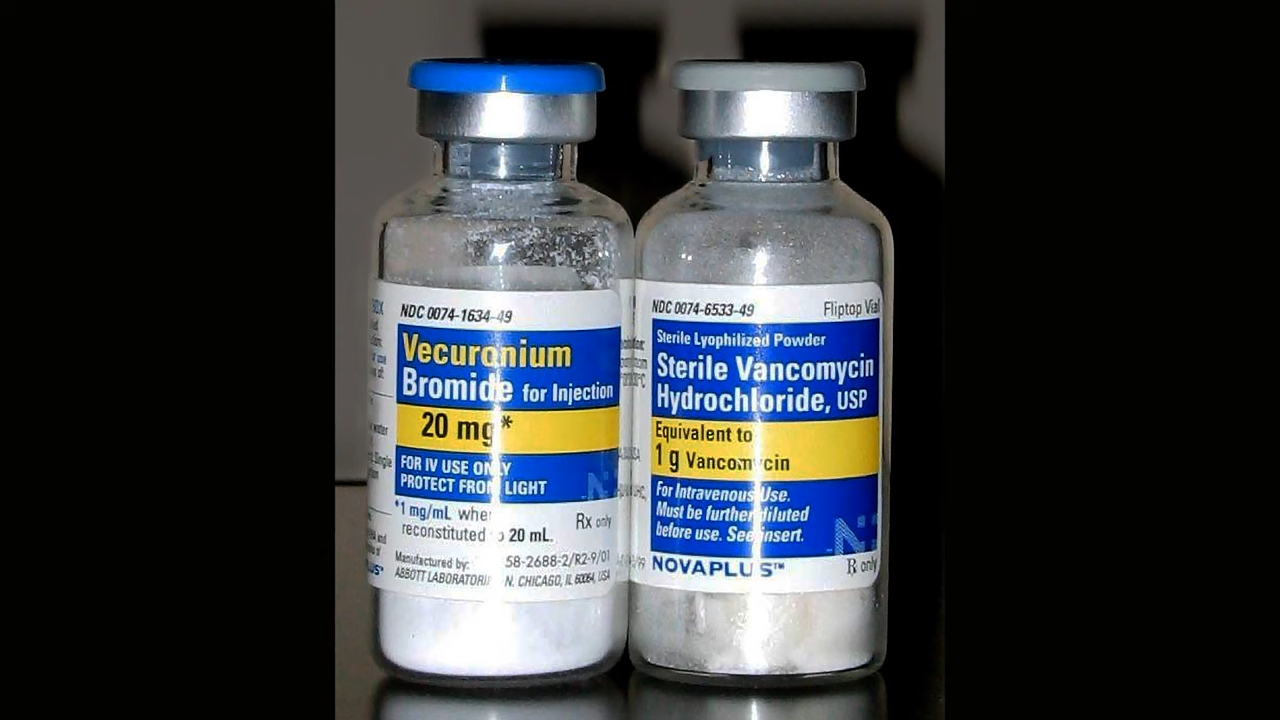 NDC 0074-1634-49
Vecuronium
Bromide for Injection
20 mg*
FOR IV USE ONLY
PROTECT FROM LIGHT
*1 mg/mL when
reconstituted 20 mL.
Rx only
Manufactured by: 58-2688-2/R2-9/01
ABBOTT LABORATORI N. CHICAGO, IL 60064, USA
NDC 0074-6533-49 Fliptop Vial
Sterile Lyophilized Powder
Sterile Vancomycin
Hydrochloride, USP
Equivalent to
1 g Vancomycin
For Intravenous Use.
Must be further diluted
before use. See insert.
NOVAPLUS™
℞ only